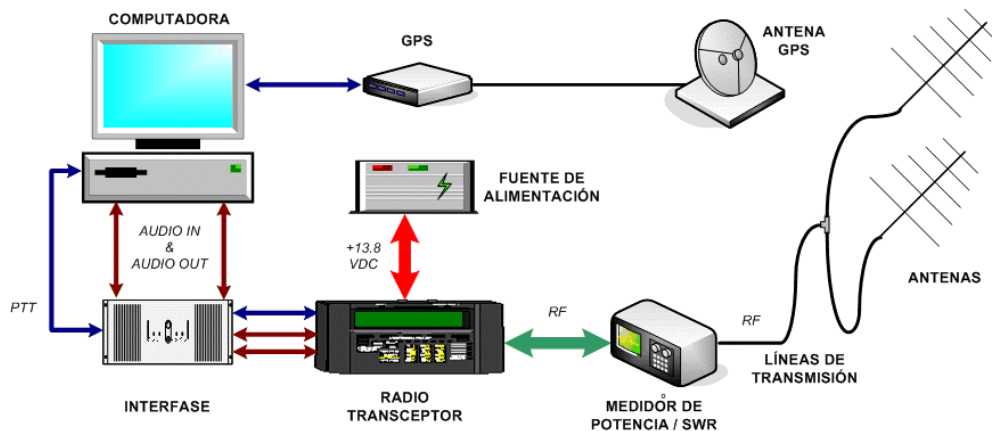 COMPUTADORA
GPS
ANTENA
GPS
FUENTE DE
ALIMENTACIÓN
AUDIO IN
&
AUDIO OUT
+13.8
VDC
ANTENAS
PTT
RF
RF
LÍNEAS DE
TRANSMISIÓN
INTERFASE
RADIO
TRANSCEPTOR
MEDIDOR DE
POTENCIA / SWR